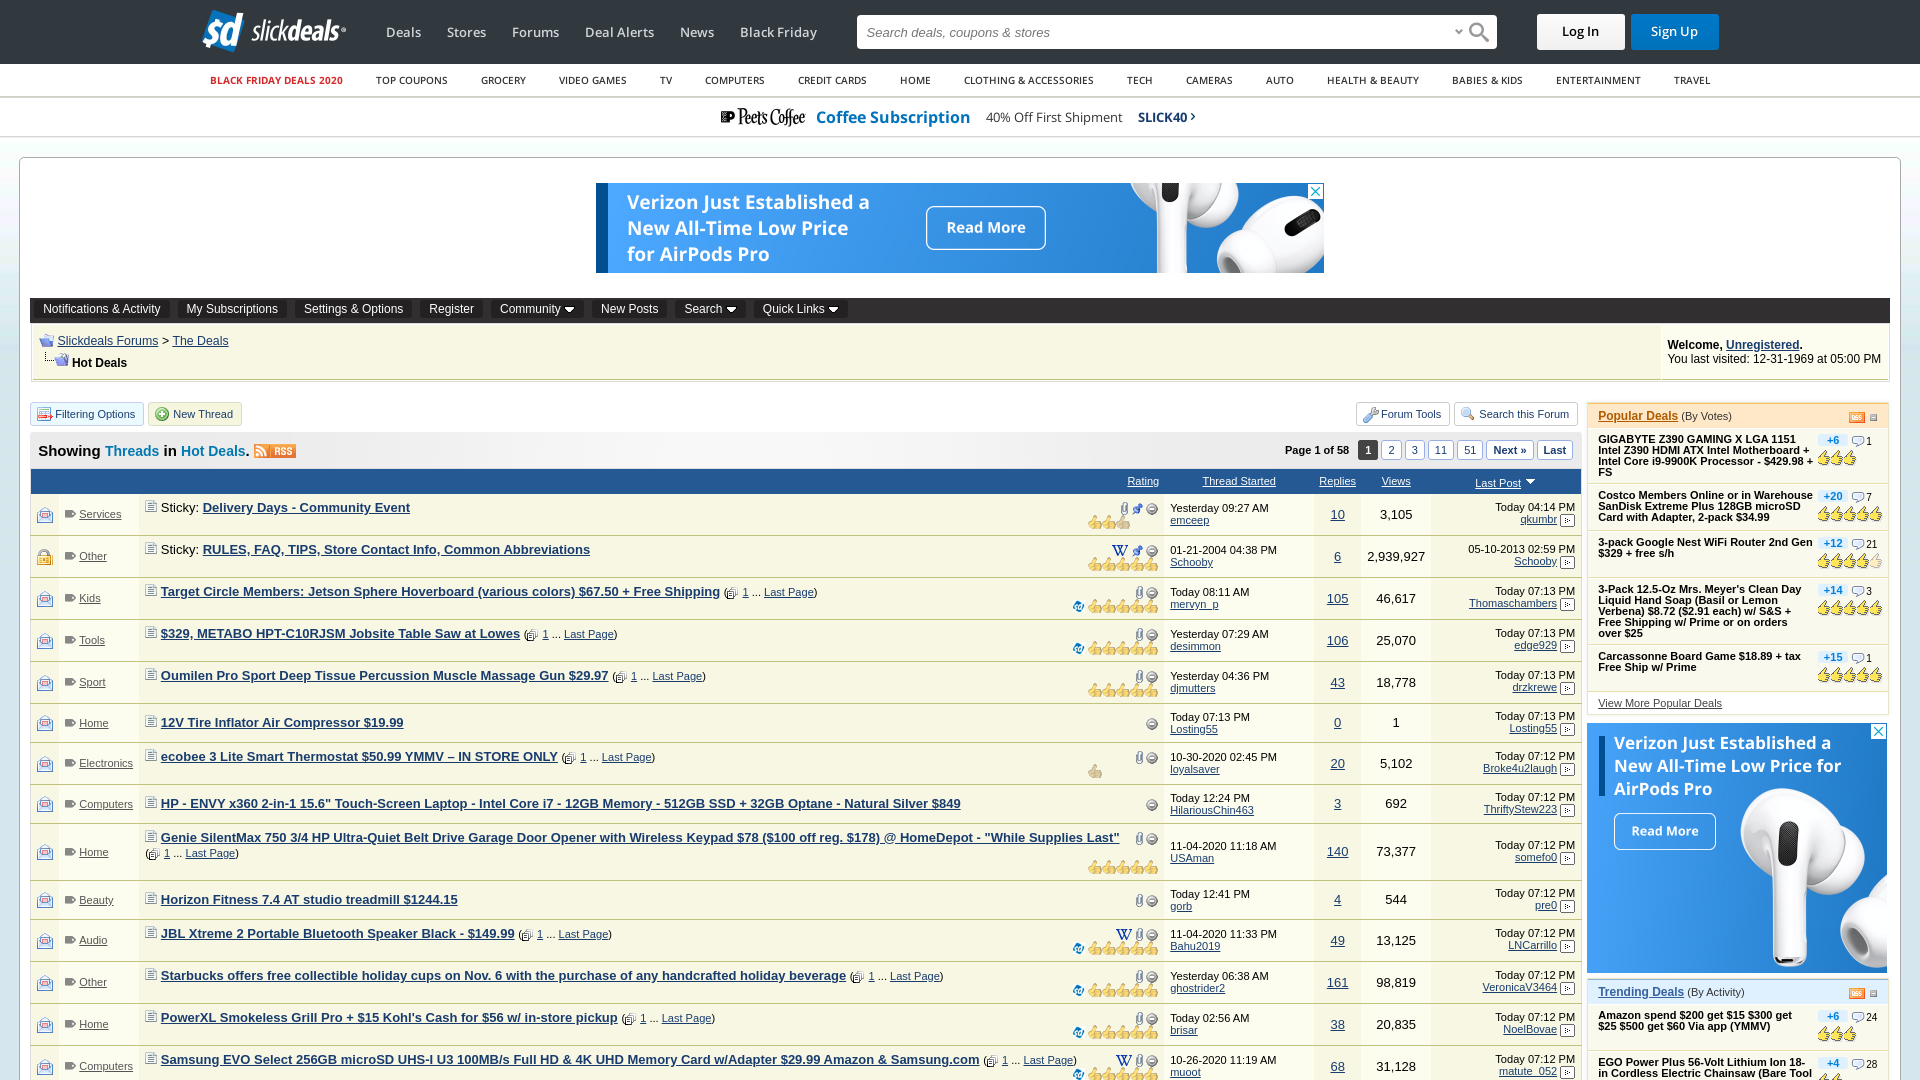 slickdeals
Deals Stores Forums Deal Alerts News Black Friday
Search deals, coupons & stores
Log In
Sign Up
BLACK FRIDAY DEALS 2020 TOP COUPONS GROCERY VIDEO GAMES TV COMPUTERS CREDIT CARDS HOME CLOTHING & ACCESSORIES TECH CAMERAS AUTO HEALTH & BEAUTY BABIES & KIDS ENTERTAINMENT TRAVEL
Peet's Coffee Coffee Subscription 40% Off First Shipment SLICK40 ›
Verizon Just Established a
New All-Time Low Price
for AirPods Pro
Read More
Notifications & Activity My Subscriptions Settings & Options Register Community New Posts Search Quick Links
Slickdeals Forums > The Deals
Hot Deals
Welcome, Unregistered.
You last visited: 12-31-1969 at 05:00 PM
Filtering Options New Thread Forum Tools Search this Forum
Showing Threads in Hot Deals. RSS
Page 1 of 58 1 2 3 11 51 Next » Last
Rating Thread Started Replies Views Last Post
Services Sticky: Delivery Days - Community Event Yesterday 09:27 AM emceep 10 3,105 Today 04:14 PM qkumbr
Other Sticky: RULES, FAQ, TIPS, Store Contact Info, Common Abbreviations W 01-21-2004 04:38 PM Schooby 6 2,939,927 05-10-2013 02:59 PM Schooby
Kids Target Circle Members: Jetson Sphere Hoverboard (various colors) $67.50 + Free Shipping ( 1 ... Last Page) Today 08:11 AM mervyn_p 105 46,617 Today 07:13 PM Thomaschambers
Tools $329, METABO HPT-C10RJSM Jobsite Table Saw at Lowes ( 1 ... Last Page) Yesterday 07:29 AM desimmon 106 25,070 Today 07:13 PM edge929
Sport Oumilen Pro Sport Deep Tissue Percussion Muscle Massage Gun $29.97 ( 1 ... Last Page) Yesterday 04:36 PM djmutters 43 18,778 Today 07:13 PM drzkrewe
Home 12V Tire Inflator Air Compressor $19.99 Today 07:13 PM Losting55 0 1 Today 07:13 PM Losting55
Electronics ecobee 3 Lite Smart Thermostat $50.99 YMMV – IN STORE ONLY ( 1 ... Last Page) 10-30-2020 02:45 PM loyalsaver 20 5,102 Today 07:12 PM Broke4u2laugh
Computers HP - ENVY x360 2-in-1 15.6" Touch-Screen Laptop - Intel Core i7 - 12GB Memory - 512GB SSD + 32GB Optane - Natural Silver $849 Today 12:24 PM HilariousChin463 3 692 Today 07:12 PM ThriftyStew223
Home Genie SilentMax 750 3/4 HP Ultra-Quiet Belt Drive Garage Door Opener with Wireless Keypad $78 ($100 off reg. $178) @ HomeDepot - "While Supplies Last"
( 1 ... Last Page) 11-04-2020 11:18 AM USAman 140 73,377 Today 07:12 PM somefo0
Beauty Horizon Fitness 7.4 AT studio treadmill $1244.15 Today 12:41 PM gorb 4 544 Today 07:12 PM pre0
Audio JBL Xtreme 2 Portable Bluetooth Speaker Black - $149.99 ( 1 ... Last Page) W 11-04-2020 11:33 PM Bahu2019 49 13,125 Today 07:12 PM LNCarrillo
Other Starbucks offers free collectible holiday cups on Nov. 6 with the purchase of any handcrafted holiday beverage ( 1 ... Last Page) Yesterday 06:38 AM ghostrider2 161 98,819 Today 07:12 PM VeronicaV3464
Home PowerXL Smokeless Grill Pro + $15 Kohl's Cash for $56 w/ in-store pickup ( 1 ... Last Page) Today 02:56 AM brisar 38 20,835 Today 07:12 PM NoelBovae
Computers Samsung EVO Select 256GB microSD UHS-I U3 100MB/s Full HD & 4K UHD Memory Card w/Adapter $29.99 Amazon & Samsung.com ( 1 ... Last Page) W 10-26-2020 11:19 AM muoot 68 31,128 Today 07:12 PM matute_052
Popular Deals (By Votes) RSS
GIGABYTE Z390 GAMING X LGA 1151 +6 1
Intel Z390 HDMI ATX Intel Motherboard +
Intel Core i9-9900K Processor - $429.98 +
FS
Costco Members Online or in Warehouse +20 7
SanDisk Extreme Plus 128GB microSD
Card with Adapter, 2-pack $34.99
3-pack Google Nest WiFi Router 2nd Gen +12 21
$329 + free s/h
3-Pack 12.5-Oz Mrs. Meyer's Clean Day +14 3
Liquid Hand Soap (Basil or Lemon
Verbena) $8.72 ($2.91 each) w/ S&S +
Free Shipping w/ Prime or on orders
over $25
Carcassonne Board Game $18.89 + tax +15 1
Free Ship w/ Prime
View More Popular Deals
Verizon Just Established a
New All-Time Low Price for
AirPods Pro
Read More
Trending Deals (By Activity) RSS
Amazon spend $200 get $15 $300 get +6 24
$25 $500 get $60 Via app (YMMV)
EGO Power Plus 56-Volt Lithium Ion 18- +4 28
in Cordless Electric Chainsaw (Bare Tool